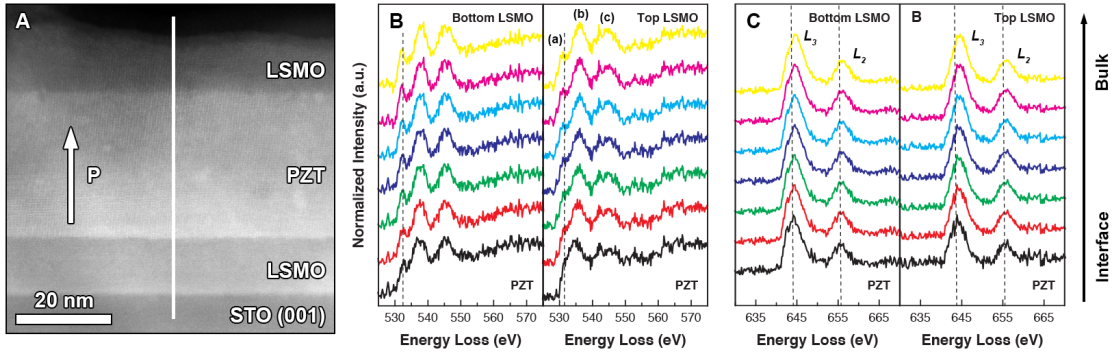 A
LSMO
P
PZT
LSMO
20 nm
STO (001)
B
Normalized Intensity (a.u.)
Bottom LSMO
PZT
530 540 550 560 570
Energy Loss (eV)
(a)
(b)
(c)
Top LSMO
PZT
530 540 550 560 570
Energy Loss (eV)
C
Bottom LSMO
L3
L2
PZT
635 645 655 665
Energy Loss (eV)
B
Top LSMO
L3
L2
PZT
635 645 655 665
Energy Loss (eV)
Bulk
Interface